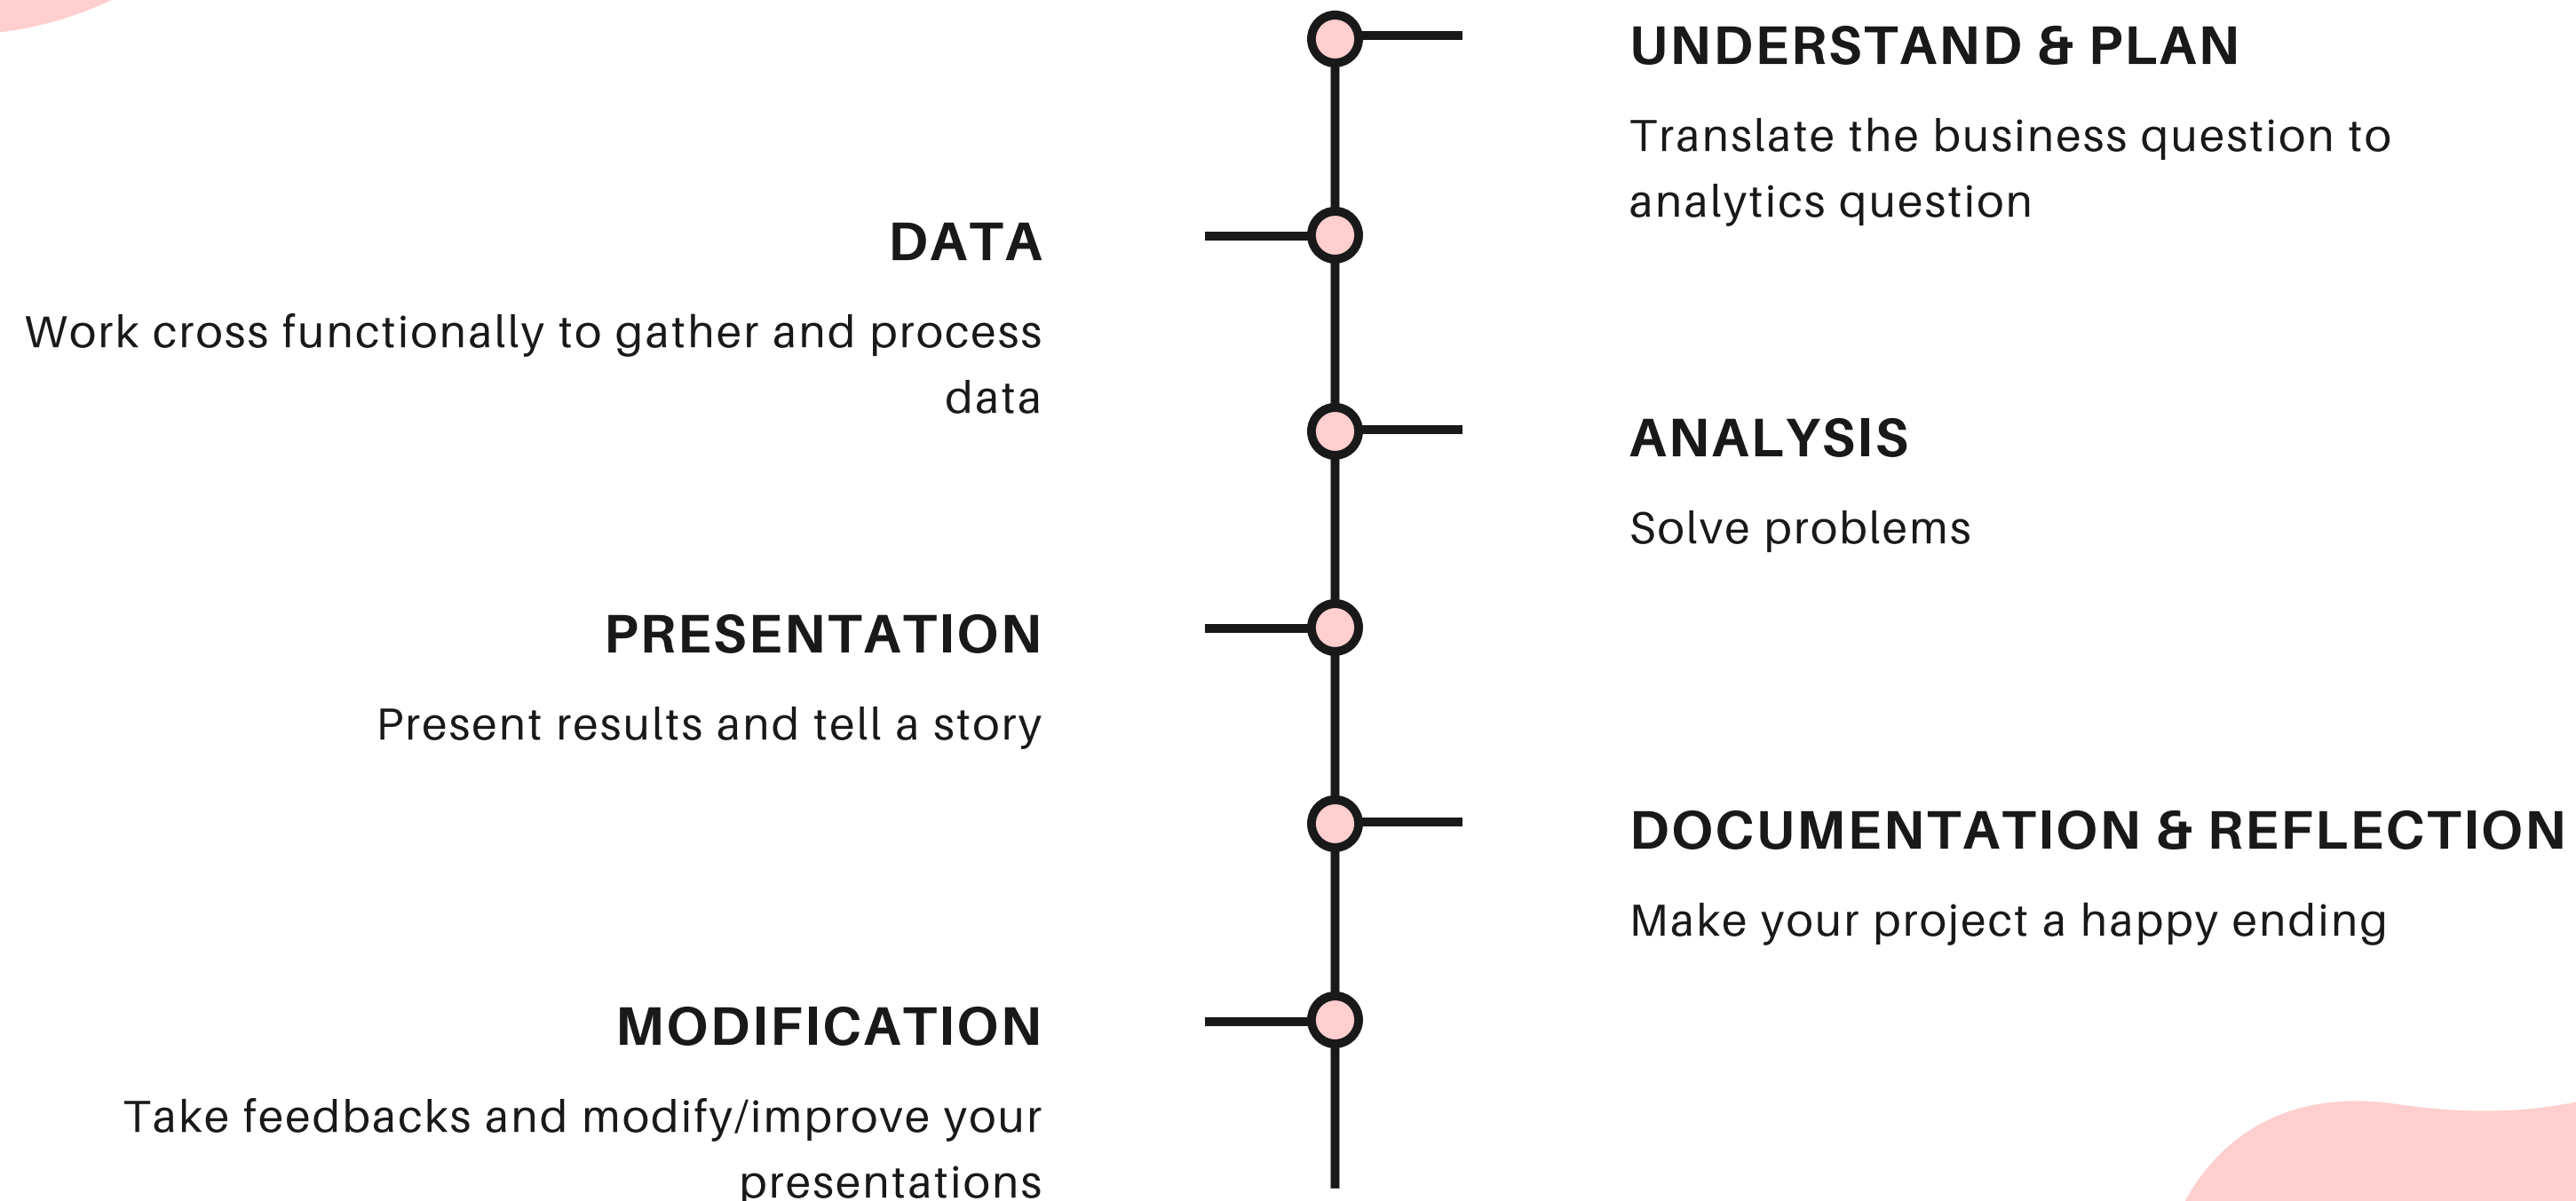 UNDERSTAND & PLAN
Translate the business question to
analytics question
DATA
Work cross functionally to gather and process
data
ANALYSIS
Solve problems
PRESENTATION
Present results and tell a story
DOCUMENTATION & REFLECTION
Make your project a happy ending
MODIFICATION
Take feedbacks and modify/improve your
presentations